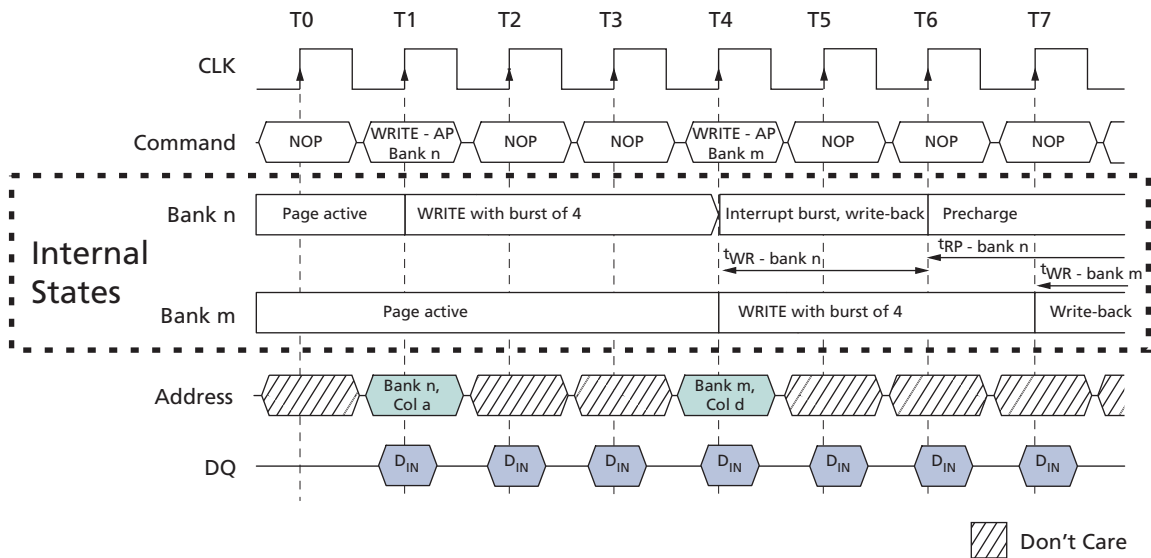 T0 T1 T2 T3 T4 T5 T6 T7
CLK
Command NOP WRITE - AP Bank n NOP NOP WRITE - AP Bank m NOP NOP NOP
Internal States
Bank n Page active WRITE with burst of 4 Interrupt burst, write-back Precharge
tWR - bank n tRP - bank n
tWR - bank m
Bank m Page active WRITE with burst of 4 Write-back
Address Bank n, Col a Bank m, Col d
DQ DIN DIN DIN DIN DIN DIN DIN
Don't Care